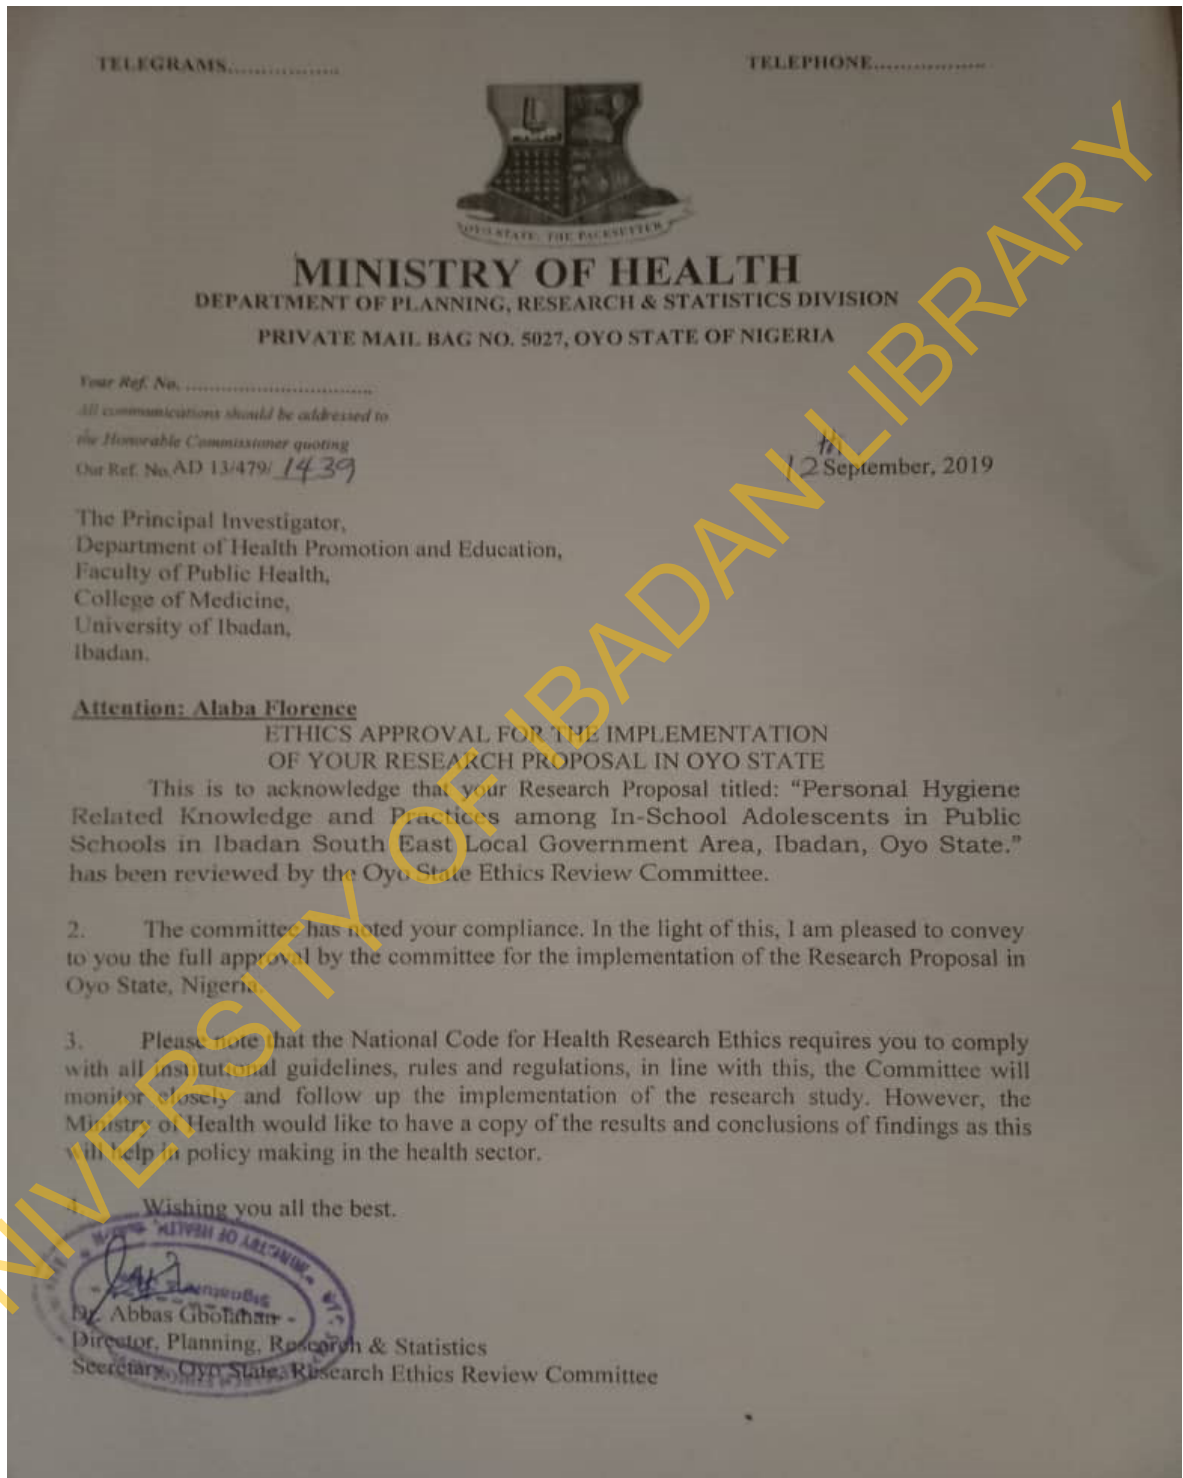 TELEGRAMS.................
TELEPHONE.................
OYO STATE, THE PACESETTER
MINISTRY OF HEALTH
DEPARTMENT OF PLANNING, RESEARCH & STATISTICS DIVISION
PRIVATE MAIL BAG NO. 5027, OYO STATE OF NIGERIA
Your Ref. No. ................................
All communications should be addressed to
the Honorable Commissioner quoting
Our Ref. No. AD 13/479/ 1439
12th September, 2019
The Principal Investigator,
Department of Health Promotion and Education,
Faculty of Public Health,
College of Medicine,
University of Ibadan,
Ibadan.
Attention: Alaba Florence
ETHICS APPROVAL FOR THE IMPLEMENTATION
OF YOUR RESEARCH PROPOSAL IN OYO STATE
This is to acknowledge that your Research Proposal titled: “Personal Hygiene
Related Knowledge and Practices among In-School Adolescents in Public
Schools in Ibadan South East Local Government Area, Ibadan, Oyo State.”
has been reviewed by the Oyo State Ethics Review Committee.
2. The committee has noted your compliance. In the light of this, I am pleased to convey
to you the full approval by the committee for the implementation of the Research Proposal in
Oyo State, Nigeria.
3. Please note that the National Code for Health Research Ethics requires you to comply
with all institutional guidelines, rules and regulations, in line with this, the Committee will
monitor closely and follow up the implementation of the research study. However, the
Ministry of Health would like to have a copy of the results and conclusions of findings as this
will help in policy making in the health sector.
4. Wishing you all the best.
MINISTRY OF HEALTH
Signature &
Dr. Abbas Gbolahan
Director, Planning, Research & Statistics
Secretary, Oyo State, Research Ethics Review Committee
UNIVERSITY OF IBADAN LIBRARY